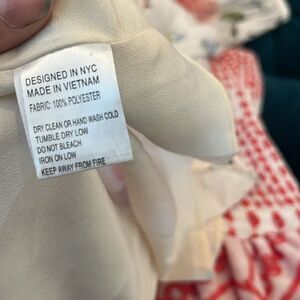 DESIGNED IN NYC
MADE IN VIETNAM
FABRIC: 100% POLYESTER
DRY CLEAN OR HAND WASH COLD
TUMBLE DRY LOW
DO NOT BLEACH
IRON ON LOW
KEEP AWAY FROM FIRE